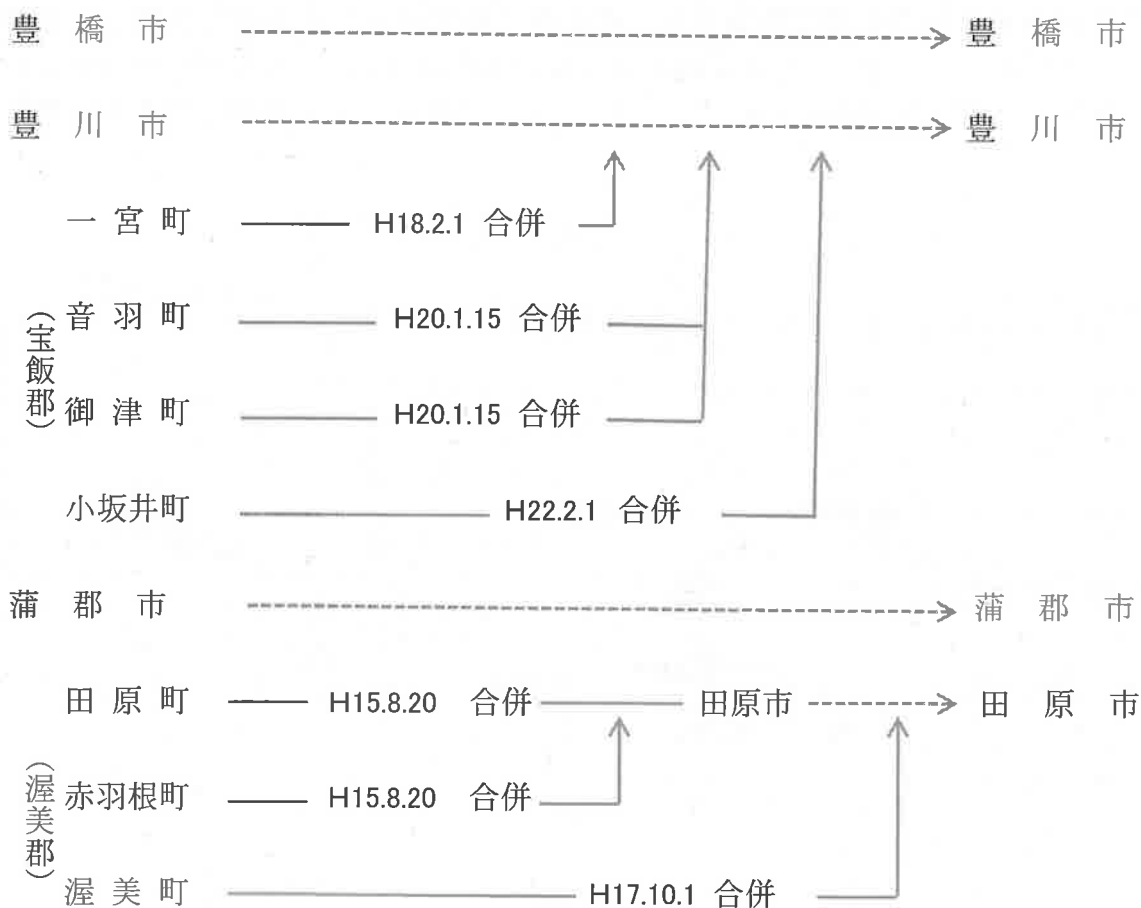 豊橋市 豊橋市
豊川市 豊川市
一宮町 H18.2.1 合併
(宝飯郡)
音羽町 H20.1.15 合併
御津町 H20.1.15 合併
小坂井町 H22.2.1 合併
蒲郡市 蒲郡市
田原町 H15.8.20 合併 田原市 田原市
(渥美郡)
赤羽根町 H15.8.20 合併
渥美町 H17.10.1 合併